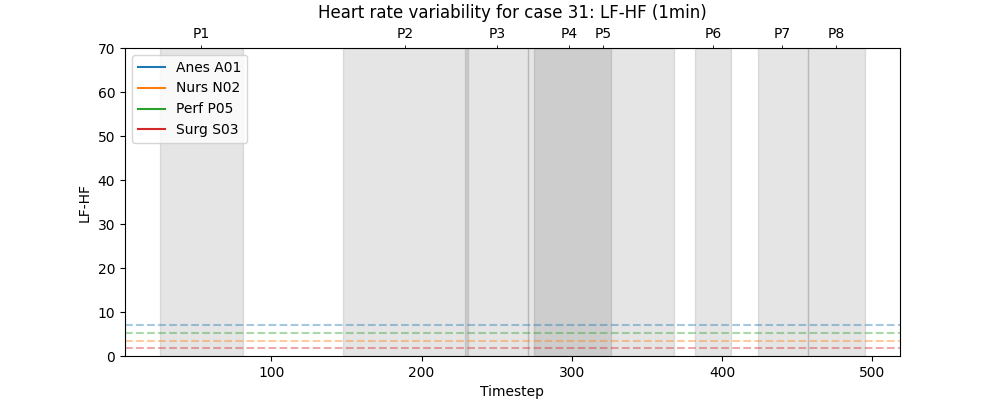 Heart rate variability for case 31: LF-HF (1min)
P1 P2 P3 P4 P5 P6 P7 P8
70
60
50
40
30
20
10
0
LF-HF
Anes A01
Nurs N02
Perf P05
Surg S03
100 200 300 400 500
Timestep